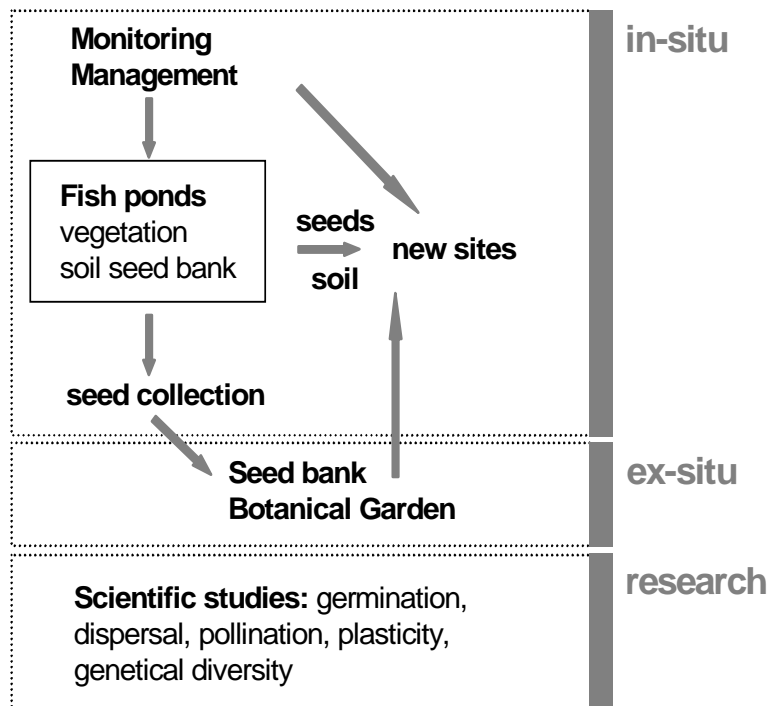 Monitoring
Management
in-situ
Fish ponds
vegetation
soil seed bank
seeds
soil
new sites
seed collection
Seed bank
Botanical Garden
ex-situ
Scientific studies: germination,
dispersal, pollination, plasticity,
genetical diversity
research